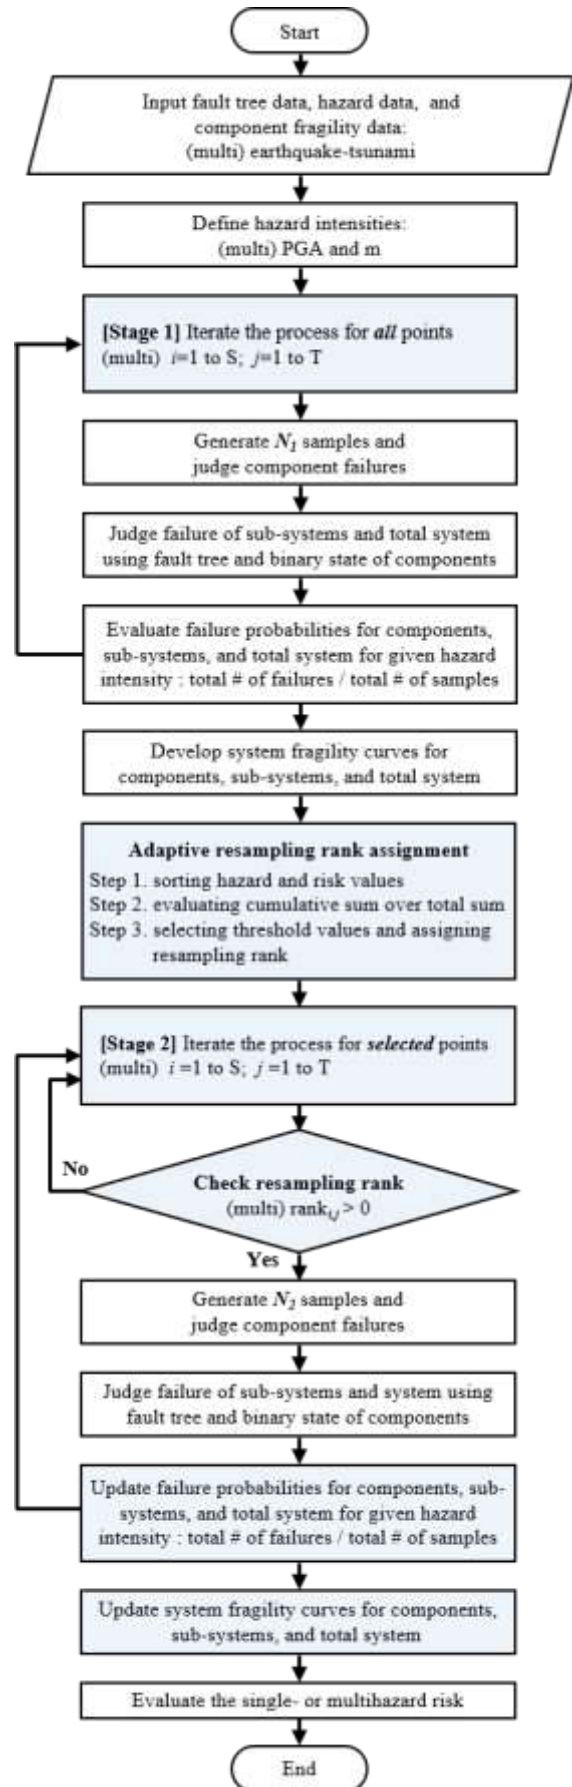 Start
Input fault tree data, hazard data, and
component fragility data:
(multi) earthquake-tsunami
Define hazard intensities:
(multi) PGA and m
[Stage 1] Iterate the process for all points
(multi) i=1 to S; j=1 to T
Generate N1 samples and
judge component failures
Judge failure of sub-systems and total system
using fault tree and binary state of components
Evaluate failure probabilities for components,
sub-systems, and total system for given hazard
intensity : total # of failures / total # of samples
Develop system fragility curves for
components, sub-systems, and total system
Adaptive resampling rank assignment
Step 1. sorting hazard and risk values
Step 2. evaluating cumulative sum over total sum
Step 3. selecting threshold values and assigning
resampling rank
[Stage 2] Iterate the process for selected points
(multi) i =1 to S; j =1 to T
No
Check resampling rank
(multi) ranki,j > 0
Yes
Generate N2 samples and
judge component failures
Judge failure of sub-systems and system using
fault tree and binary state of components
Update failure probabilities for components, sub-
systems, and total system for given hazard
intensity : total # of failures / total # of samples
Update system fragility curves for components,
sub-systems, and total system
Evaluate the single- or multihazard risk
End